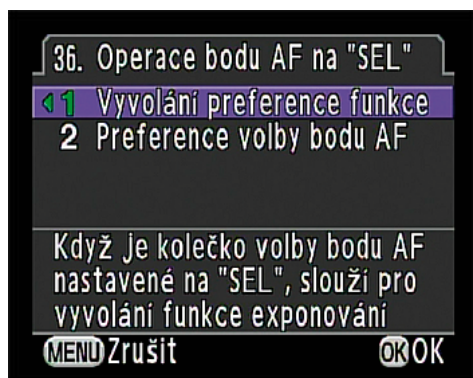 36. Operace bodu AF na "SEL"
1 Vyvolání preference funkce
2 Preference volby bodu AF
Když je kolečko volby bodu AF
nastavené na "SEL", slouží pro
vyvolání funkce exponování
MENU Zrušit OK OK